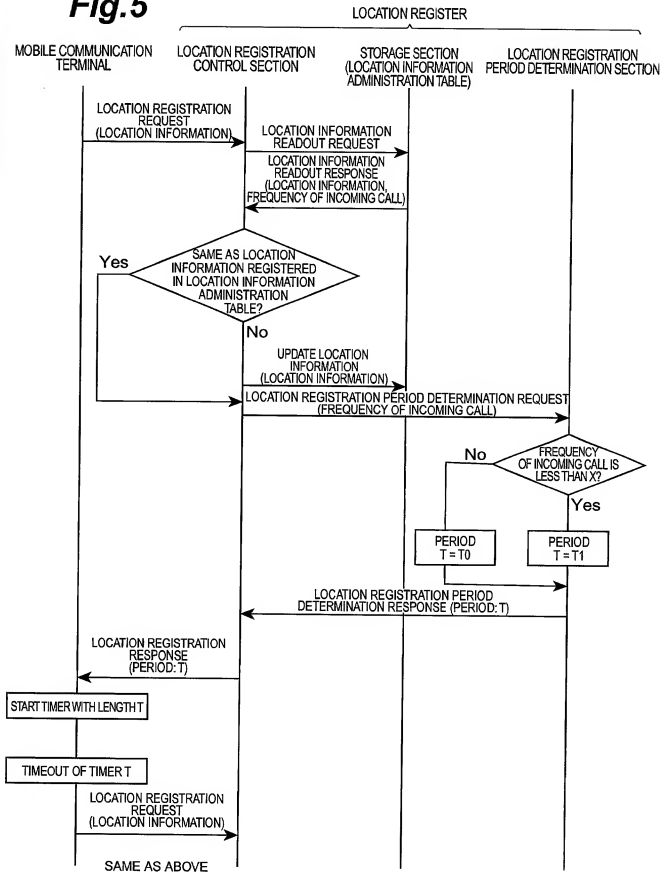 Fig.5
LOCATION REGISTER
MOBILE COMMUNICATION
TERMINAL
LOCATION REGISTRATION
CONTROL SECTION
STORAGE SECTION
(LOCATION INFORMATION
ADMINISTRATION TABLE)
LOCATION REGISTRATION
PERIOD DETERMINATION SECTION
LOCATION REGISTRATION
REQUEST
(LOCATION INFORMATION)
LOCATION INFORMATION
READOUT REQUEST
LOCATION INFORMATION
READOUT RESPONSE
(LOCATION INFORMATION,
FREQUENCY OF INCOMING CALL)
Yes
SAME AS LOCATION
INFORMATION REGISTERED
IN LOCATION INFORMATION
ADMINISTRATION
TABLE?
No
UPDATE LOCATION
INFORMATION
(LOCATION INFORMATION)
LOCATION REGISTRATION PERIOD DETERMINATION REQUEST
(FREQUENCY OF INCOMING CALL)
No
FREQUENCY
OF INCOMING CALL IS
LESS THAN X?
Yes
PERIOD
T = T0
PERIOD
T = T1
LOCATION REGISTRATION PERIOD
DETERMINATION RESPONSE (PERIOD: T)
LOCATION REGISTRATION
RESPONSE
(PERIOD: T)
START TIMER WITH LENGTH T
TIMEOUT OF TIMER T
LOCATION REGISTRATION
REQUEST
(LOCATION INFORMATION)
SAME AS ABOVE